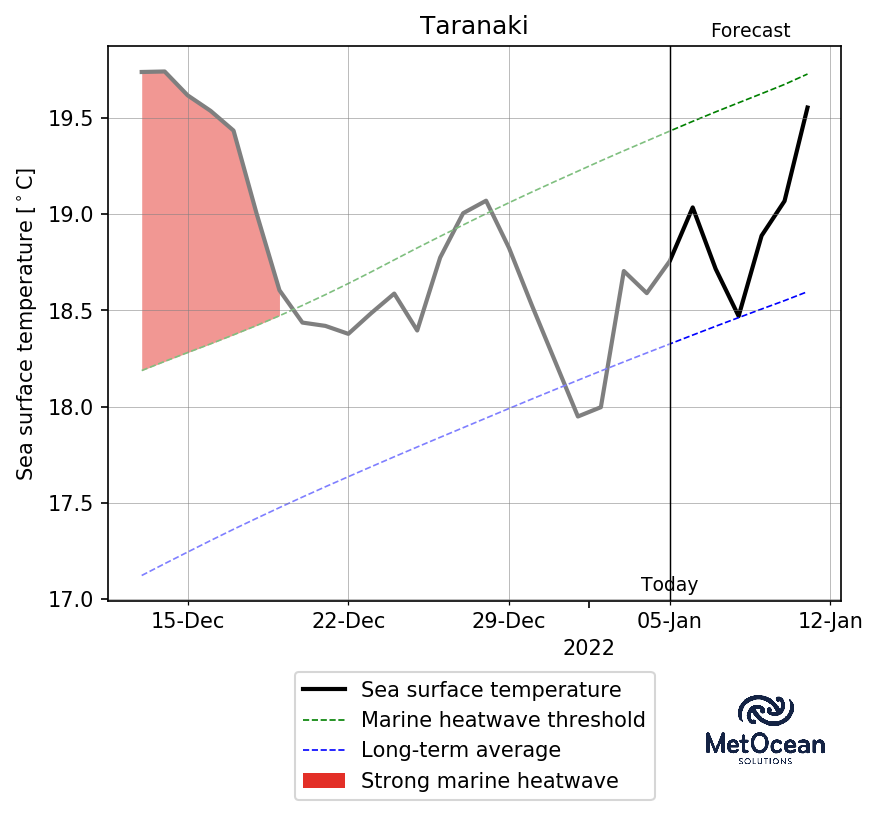 Taranaki
Forecast
Sea surface temperature [°C]
19.5
19.0
18.5
18.0
17.5
17.0
Today
15-Dec
22-Dec
29-Dec
05-Jan
12-Jan
2022
Sea surface temperature
Marine heatwave threshold
Long-term average
Strong marine heatwave
MetOcean
SOLUTIONS